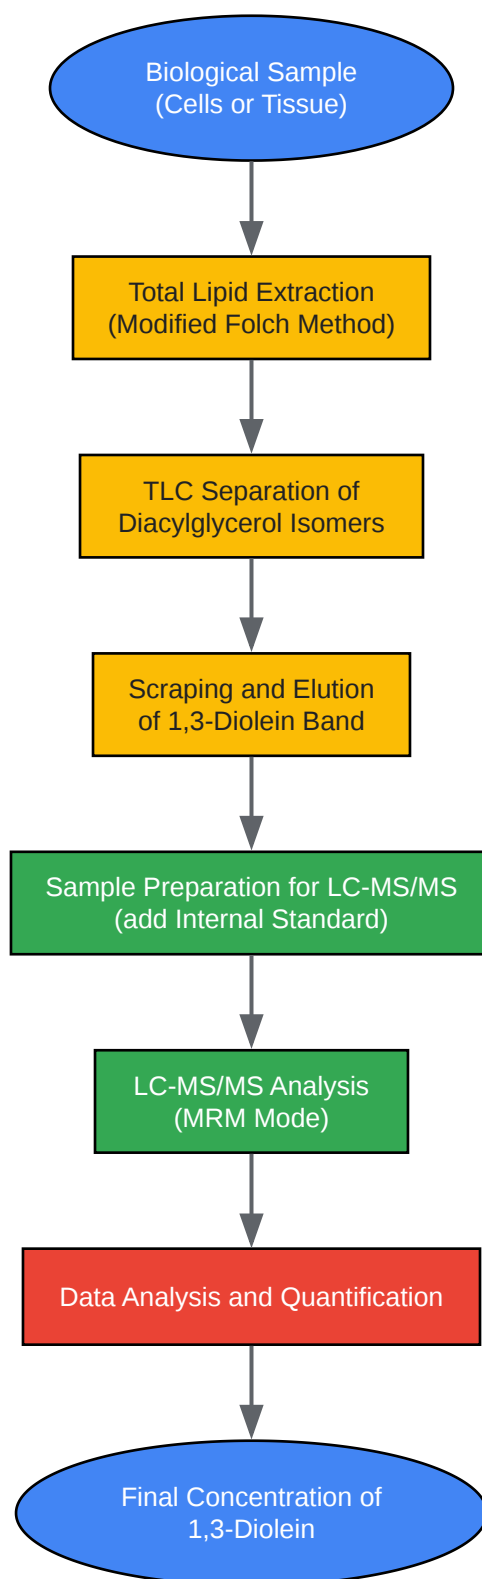 Biological Sample
(Cells or Tissue)
Total Lipid Extraction
(Modified Folch Method)
TLC Separation of
Diacylglycerol Isomers
Scraping and Elution
of 1,3-Diolein Band
Sample Preparation for LC-MS/MS
(add Internal Standard)
LC-MS/MS Analysis
(MRM Mode)
Data Analysis and Quantification
Final Concentration of
1,3-Diolein